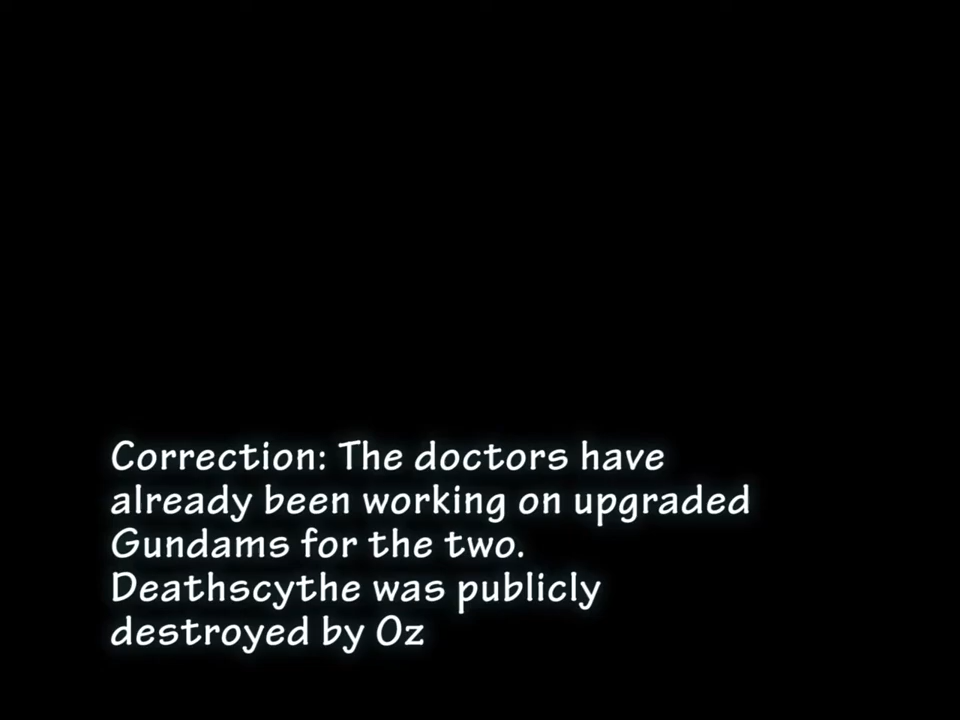 Correction: The doctors have
already been working on upgraded
Gundams for the two.
Deathscythe was publicly
destroyed by Oz